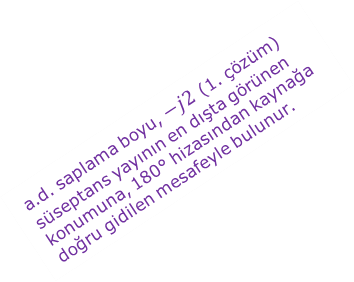 a.d. saplama boyu, −j2 (1. çözüm)
süseptans yayının en dışta görünen
konumuna, 180° hizasından kaynağa
doğru gidilen mesafeyle bulunur.